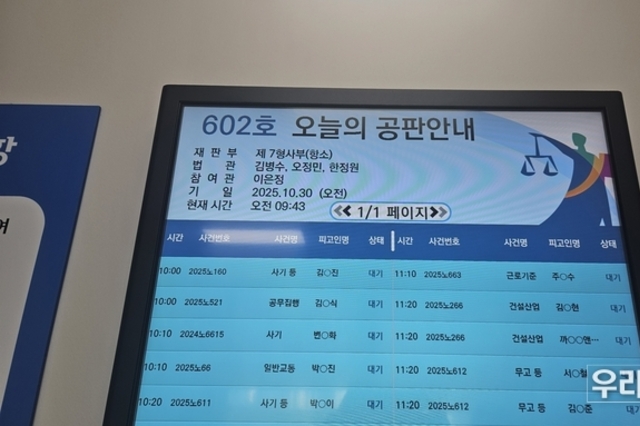 장
여
602호 오늘의 공판안내
재 판 부 제 7형사부(항소)
법 관 김병수, 오정민, 한정원
참 여 관 이은정
기 일 2025.10.30 (오전)
현재 시간 오전 09:43
1/1 페이지
시간 사건번호 사건명 피고인명 상태 시간 사건번호 사건명 피고인명 상태
10:00 2025노160 사기 등 김○진 대기 11:10 2025노663 근로기준 주○수 대기
10:00 2025노521 공무집행 김○식 대기 11:20 2025노266 건설산업 김○현 대기
10:10 2024노6615 사기 변○화 대기 11:20 2025노266 건설산업 까○○앤… 대기
10:10 2025노66 일반교통 박○진 대기 11:20 2025노612 무고 등 서○철
10:20 2025노611 사기 등 박○이 대기 11:20 2025노612 무고 등 김○준 대기
우리